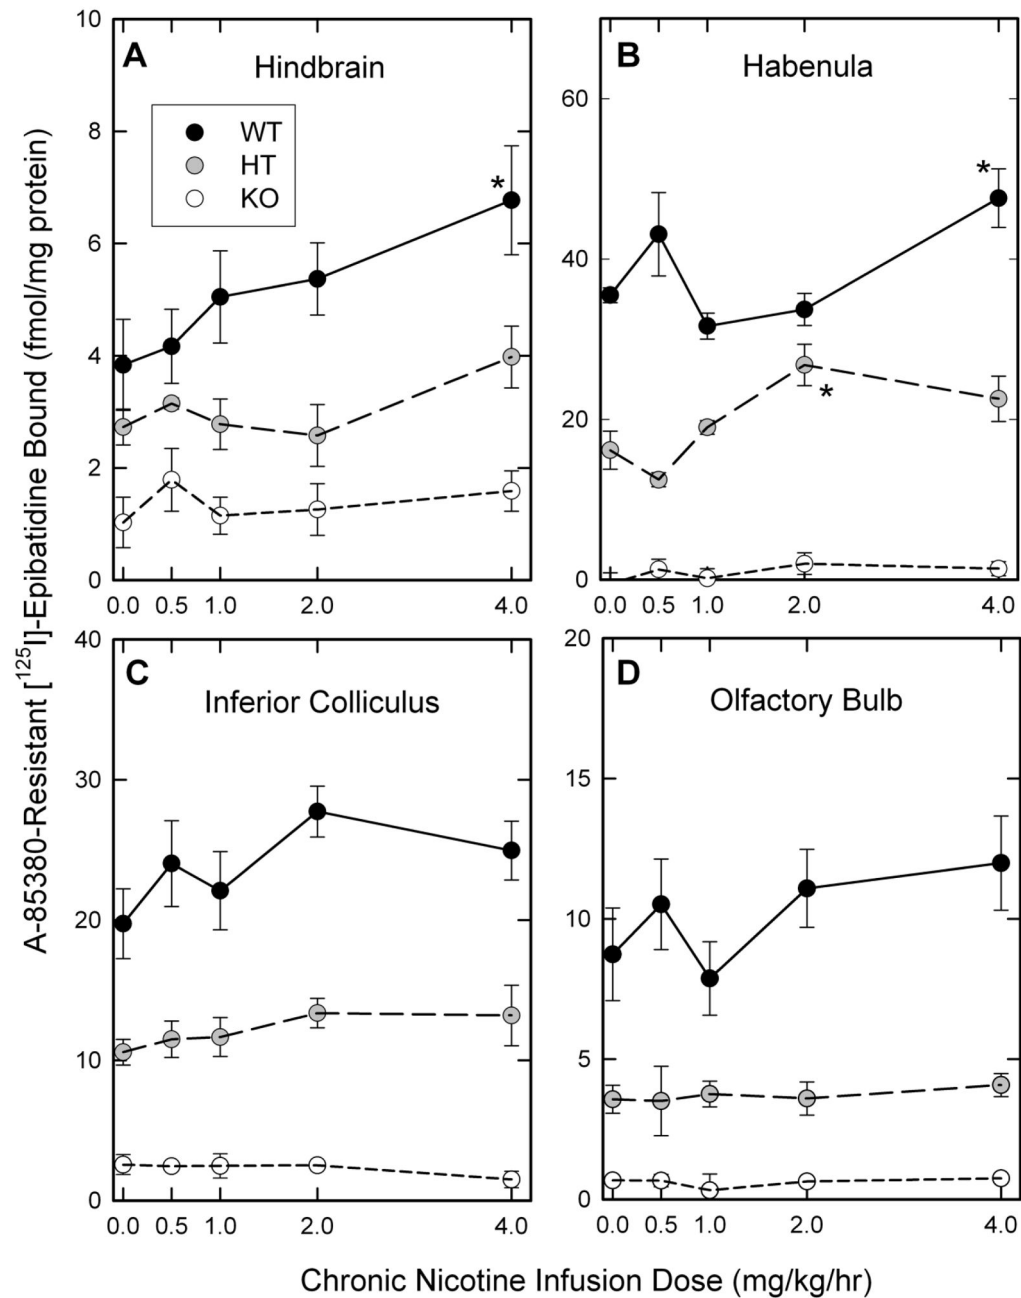 A-85380-Resistant [125I]-Epibatidine Bound (fmol/mg protein)
A
Hindbrain
WT
HT
KO
10
8
6
4
2
0
*
0.0 0.5 1.0 2.0 4.0
B
Habenula
60
40
20
0
*
*
0.0 0.5 1.0 2.0 4.0
C
Inferior Colliculus
40
30
20
10
0
0.0 0.5 1.0 2.0 4.0
D
Olfactory Bulb
20
15
10
5
0
0.0 0.5 1.0 2.0 4.0
Chronic Nicotine Infusion Dose (mg/kg/hr)